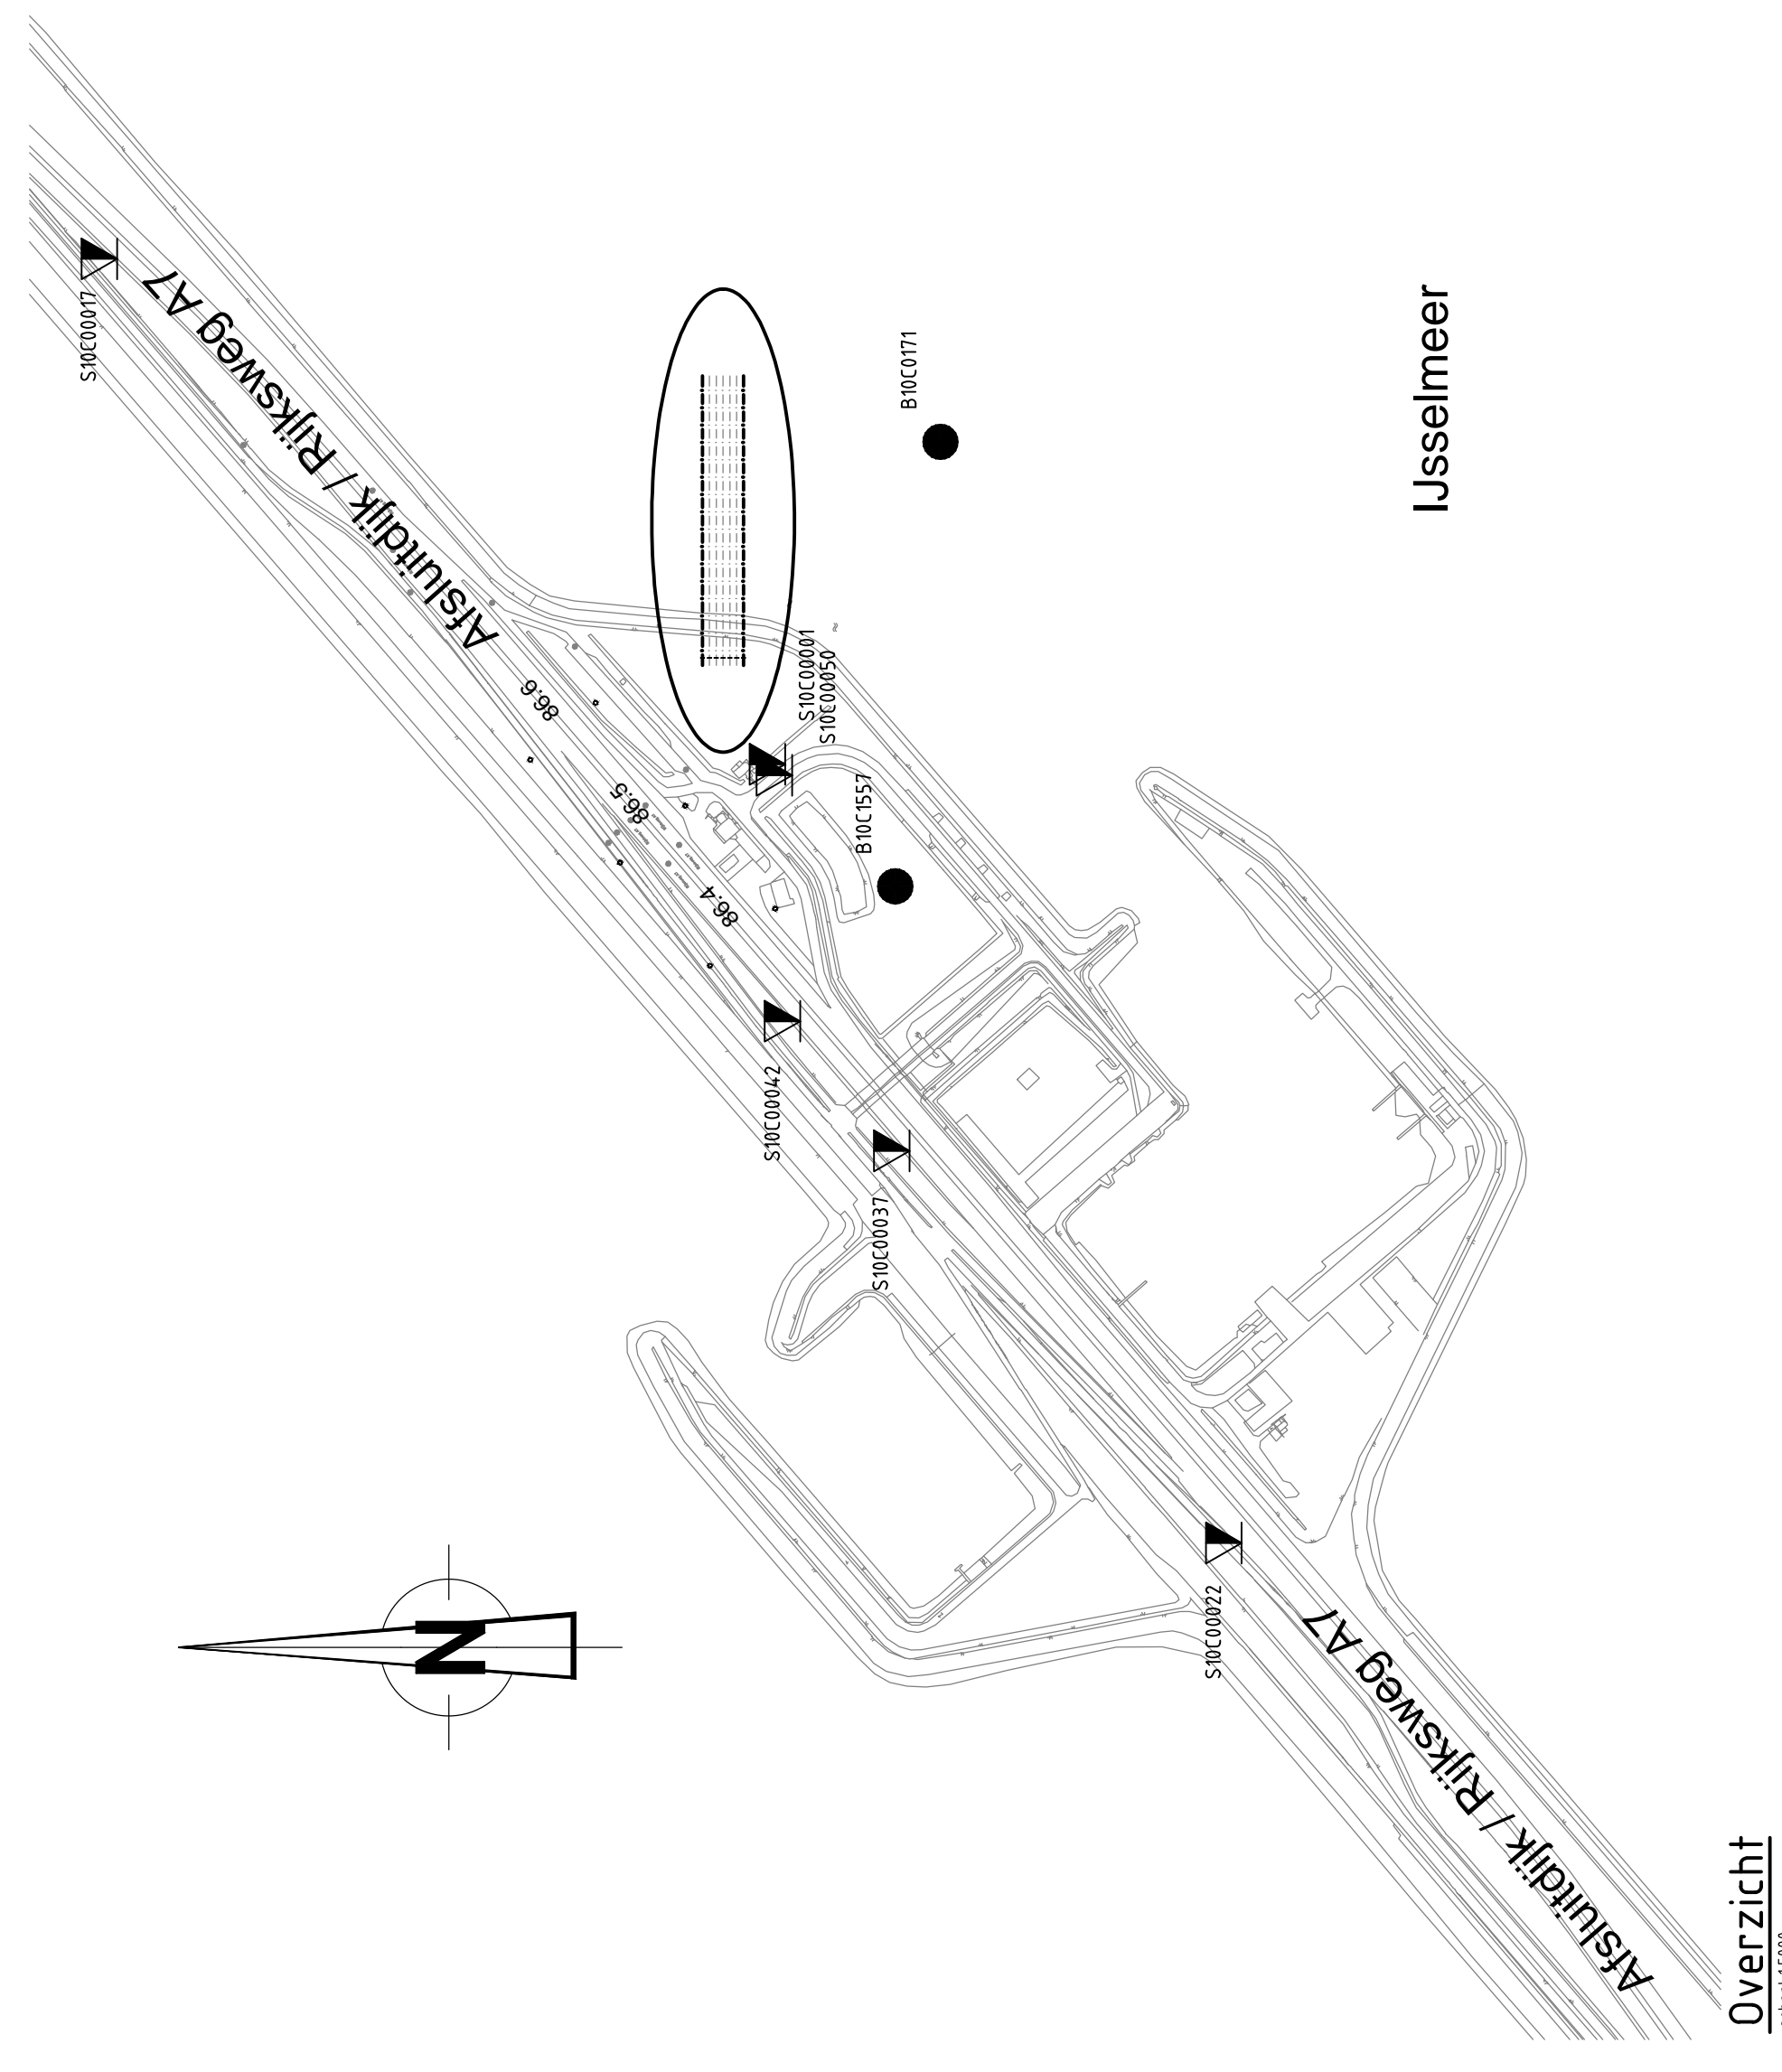 S10C00017
Afsluitdijk / Rijksweg A7
B10C0171
IJsselmeer
S10C00001
S10C00050
86.6
86.5
B10C1557
86.4
S10C00042
S10C00037
S10C00022
N
Afsluitdijk / Rijksweg A7
Overzicht